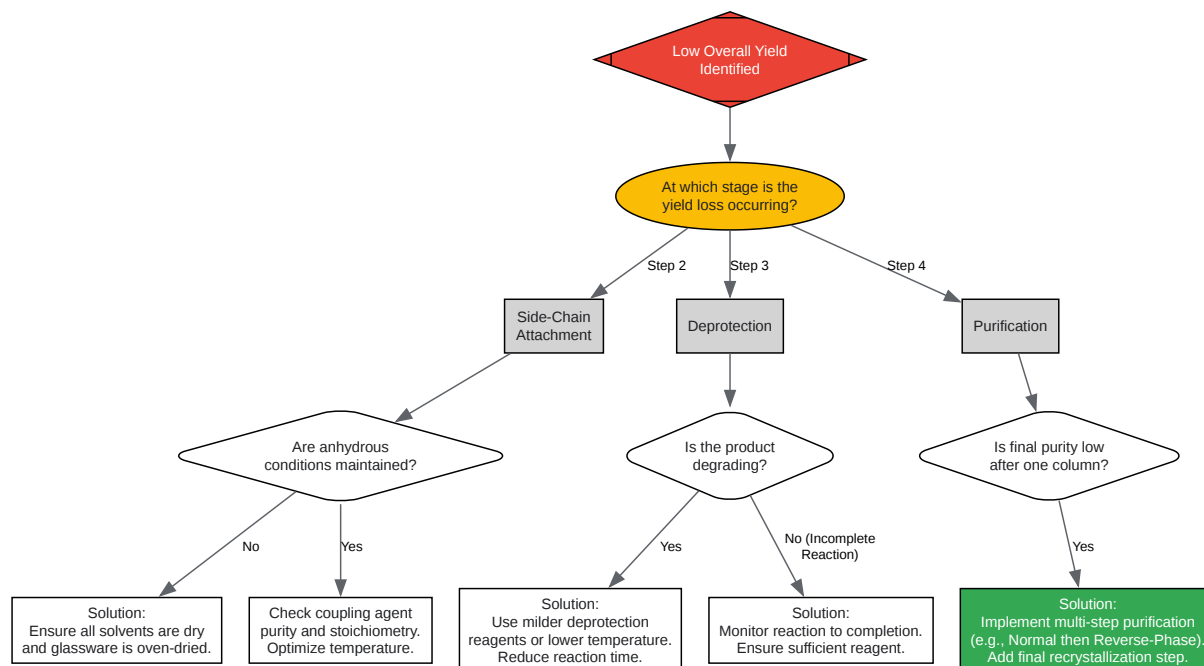 Low Overall Yield
Identified
At which stage is the
yield loss occurring?
Step 2
Step 3
Step 4
Side-Chain
Attachment
Deprotection
Purification
Are anhydrous
conditions maintained?
Is the product
degrading?
Is final purity low
after one column?
No
Yes
Yes
No (Incomplete
Reaction)
Yes
Solution:
Ensure all solvents are dry
and glassware is oven-dried.
Check coupling agent
purity and stoichiometry.
Optimize temperature.
Solution:
Use milder deprotection
reagents or lower temperature.
Reduce reaction time.
Solution:
Monitor reaction to completion.
Ensure sufficient reagent.
Solution:
Implement multi-step purification
(e.g., Normal then Reverse-Phase).
Add final recrystallization step.